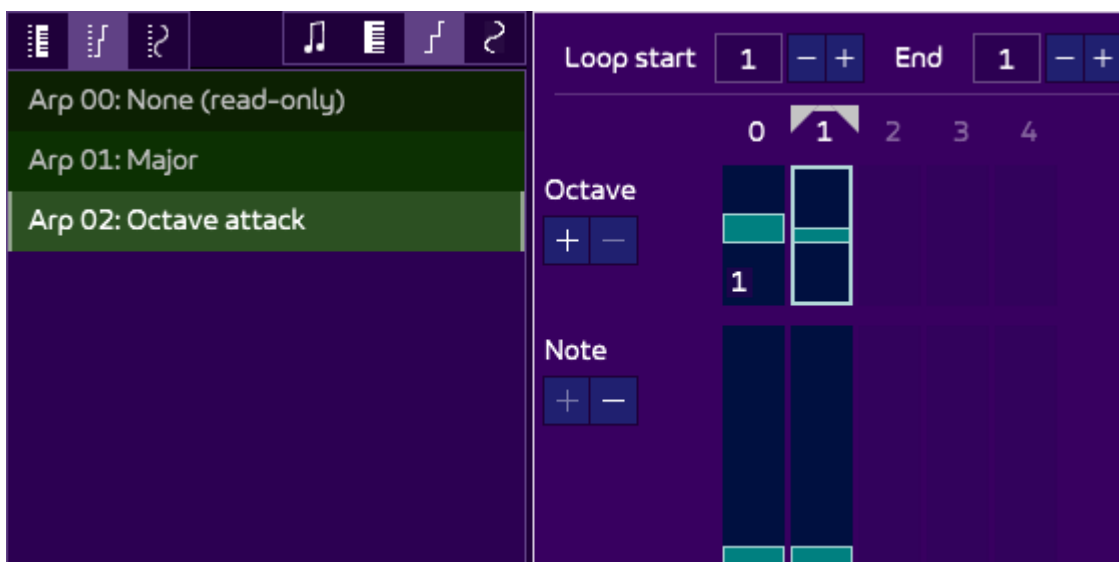 Arp 00: None (read-only)
Arp 01: Major
Arp 02: Octave attack
Loop start 1 − + End 1 − +
0 1 2 3 4
Octave
+ −
1
Note
+ −